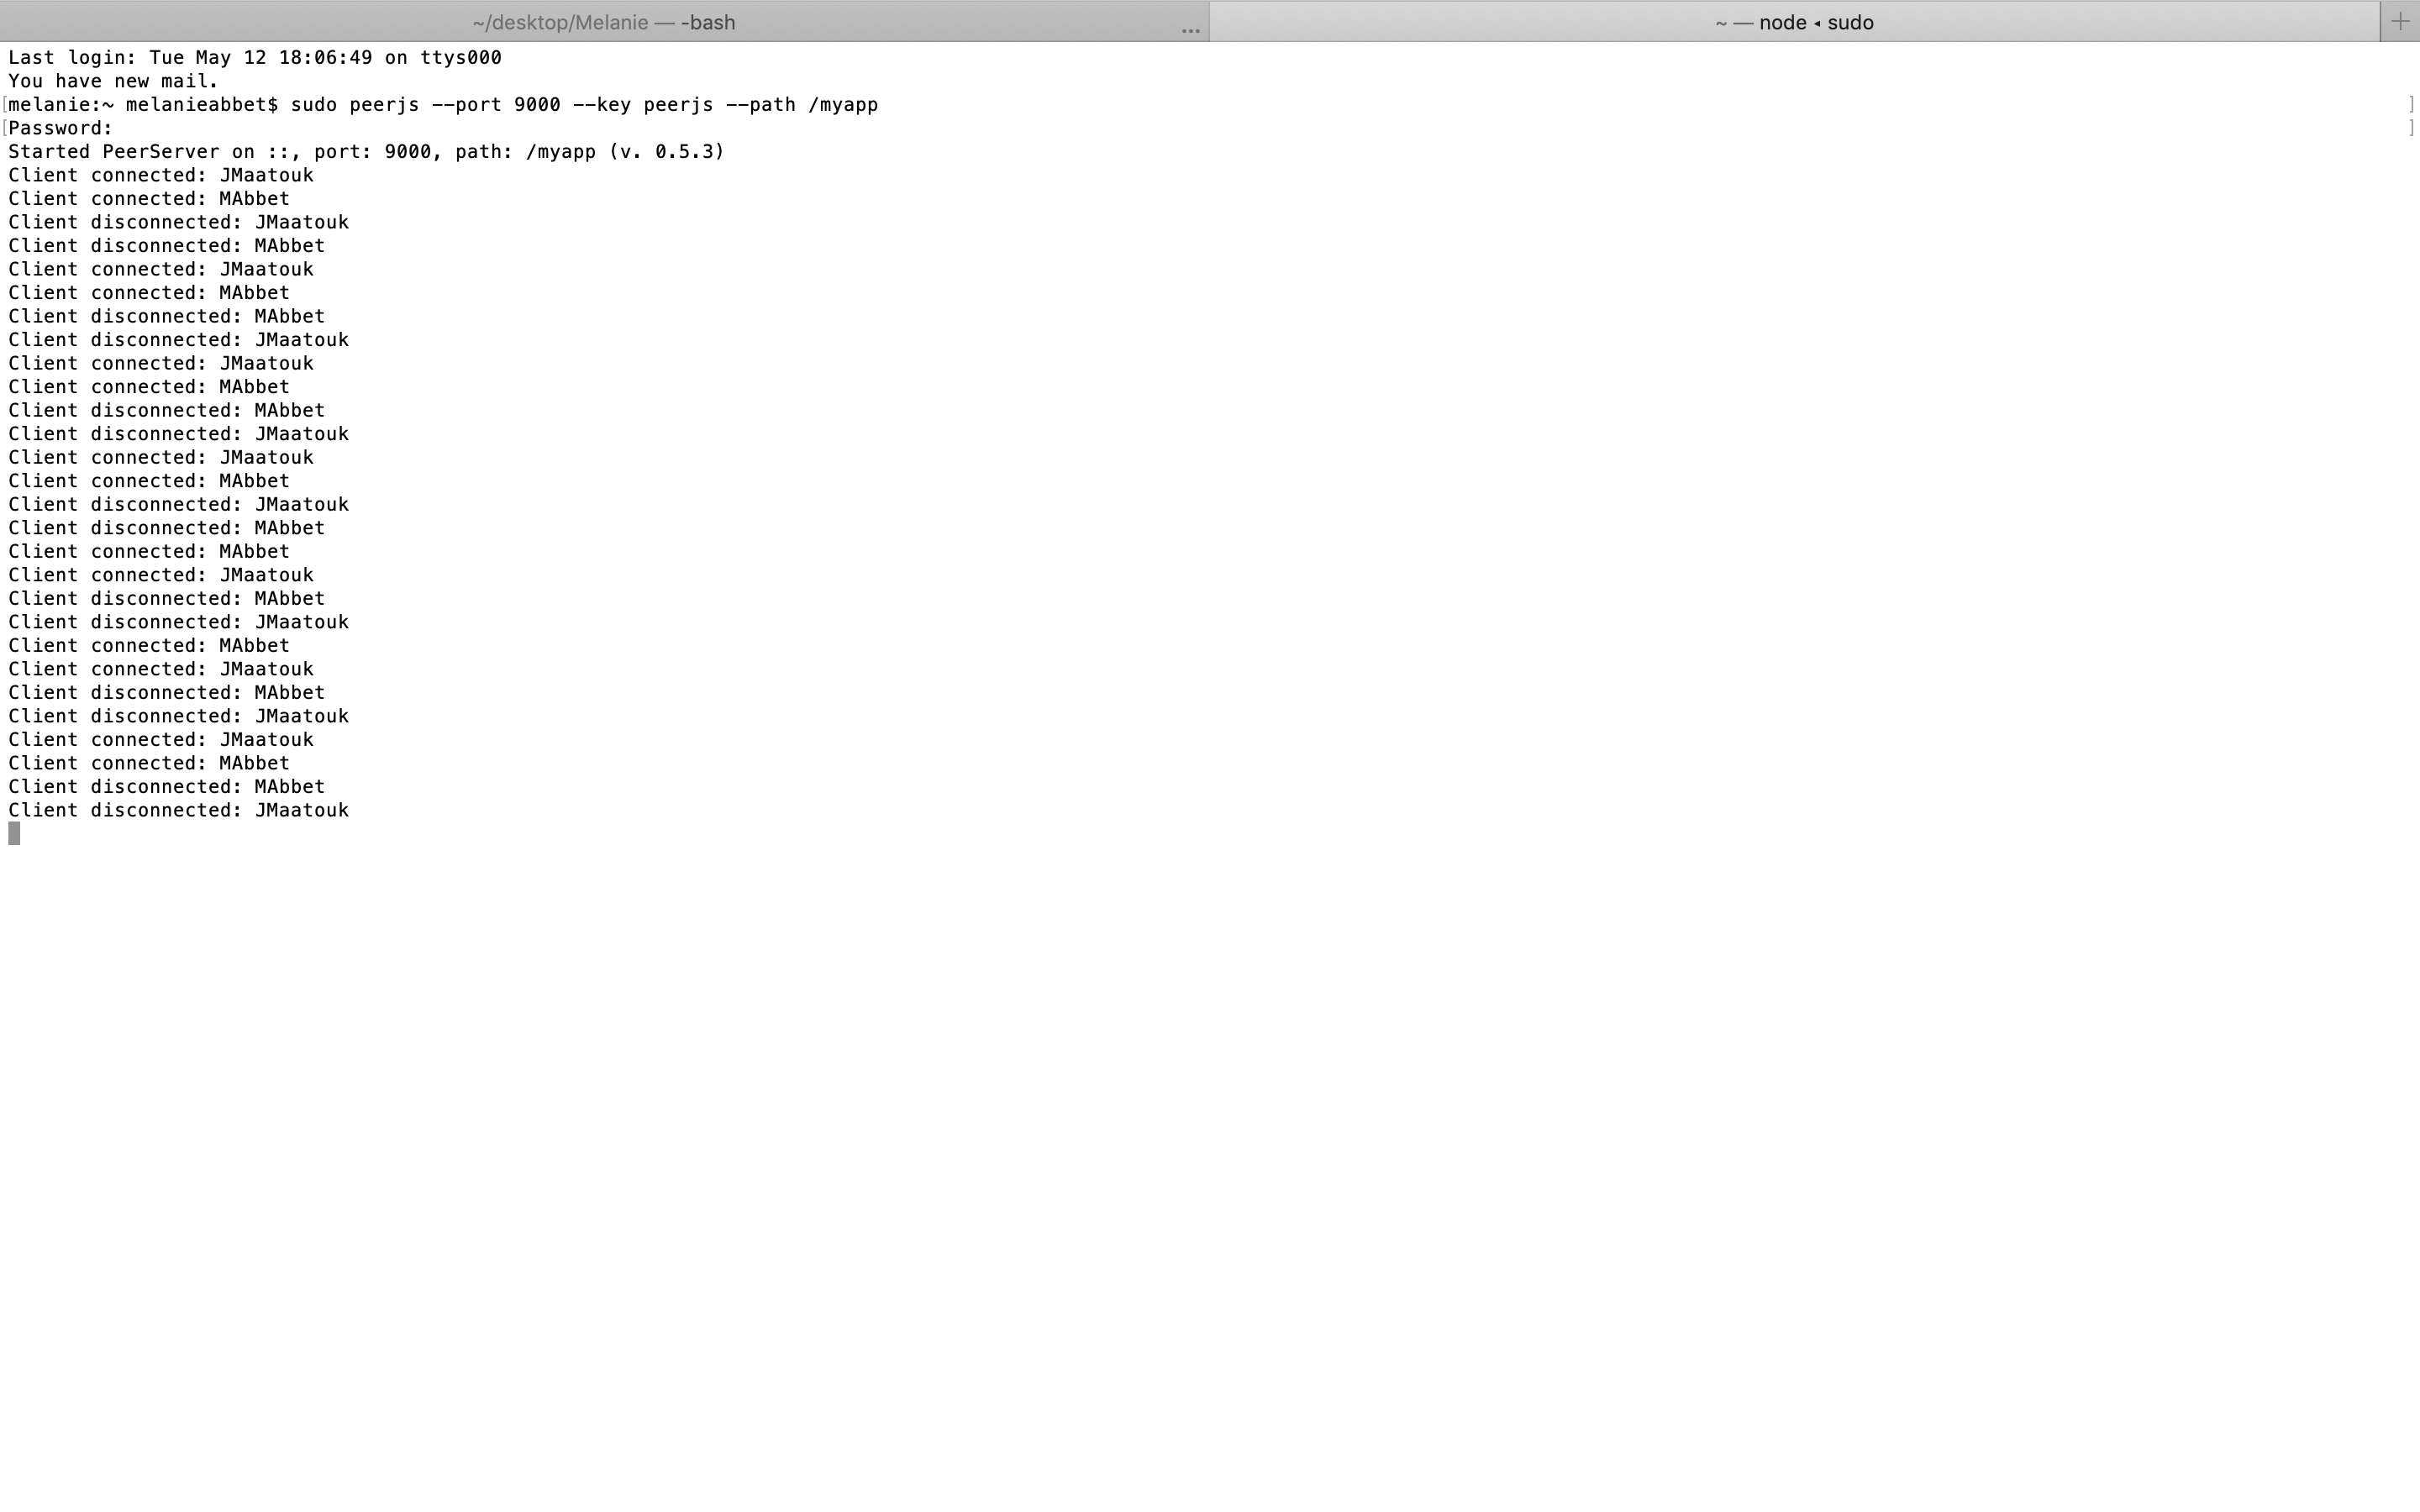 ~/desktop/Melanie — -bash
...
~ — node ◂ sudo
+
Last login: Tue May 12 18:06:49 on ttys000
You have new mail.
[melanie:~ melanieabbet$ sudo peerjs --port 9000 --key peerjs --path /myapp ]
[Password: ]
Started PeerServer on ::, port: 9000, path: /myapp (v. 0.5.3)
Client connected: JMaatouk
Client connected: MAbbet
Client disconnected: JMaatouk
Client disconnected: MAbbet
Client connected: JMaatouk
Client connected: MAbbet
Client disconnected: MAbbet
Client disconnected: JMaatouk
Client connected: JMaatouk
Client connected: MAbbet
Client disconnected: MAbbet
Client disconnected: JMaatouk
Client connected: JMaatouk
Client connected: MAbbet
Client disconnected: JMaatouk
Client disconnected: MAbbet
Client connected: MAbbet
Client connected: JMaatouk
Client disconnected: MAbbet
Client disconnected: JMaatouk
Client connected: MAbbet
Client connected: JMaatouk
Client disconnected: MAbbet
Client disconnected: JMaatouk
Client connected: JMaatouk
Client connected: MAbbet
Client disconnected: MAbbet
Client disconnected: JMaatouk